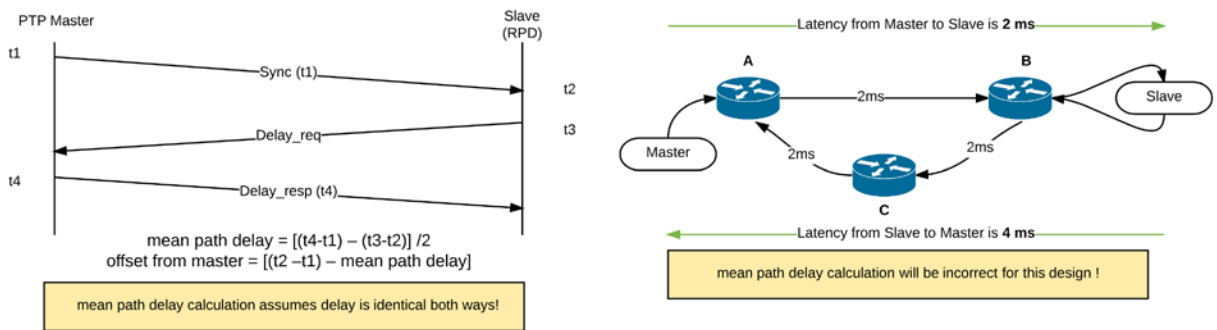 PTP Master
Slave
(RPD)
t1
Sync (t1)
t2
t3
Delay_req
t4
Delay_resp (t4)
mean path delay = [(t4-t1) – (t3-t2)] /2
offset from master = [(t2 –t1) – mean path delay]
mean path delay calculation assumes delay is identical both ways!
Latency from Master to Slave is 2 ms
A
B
2ms
Slave
Master
2ms
2ms
C
Latency from Slave to Master is 4 ms
mean path delay calculation will be incorrect for this design !